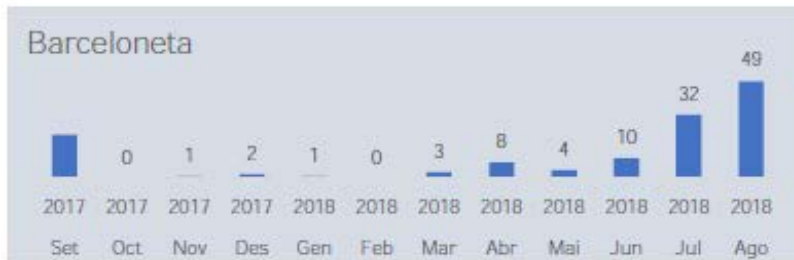 Barceloneta
49
32
10
8
4
3
0 1 2 1 0
2017 2017 2017 2017 2018 2018 2018 2018 2018 2018 2018 2018
Set Oct Nov Des Gen Feb Mar Abr Mai Jun Jul Ago